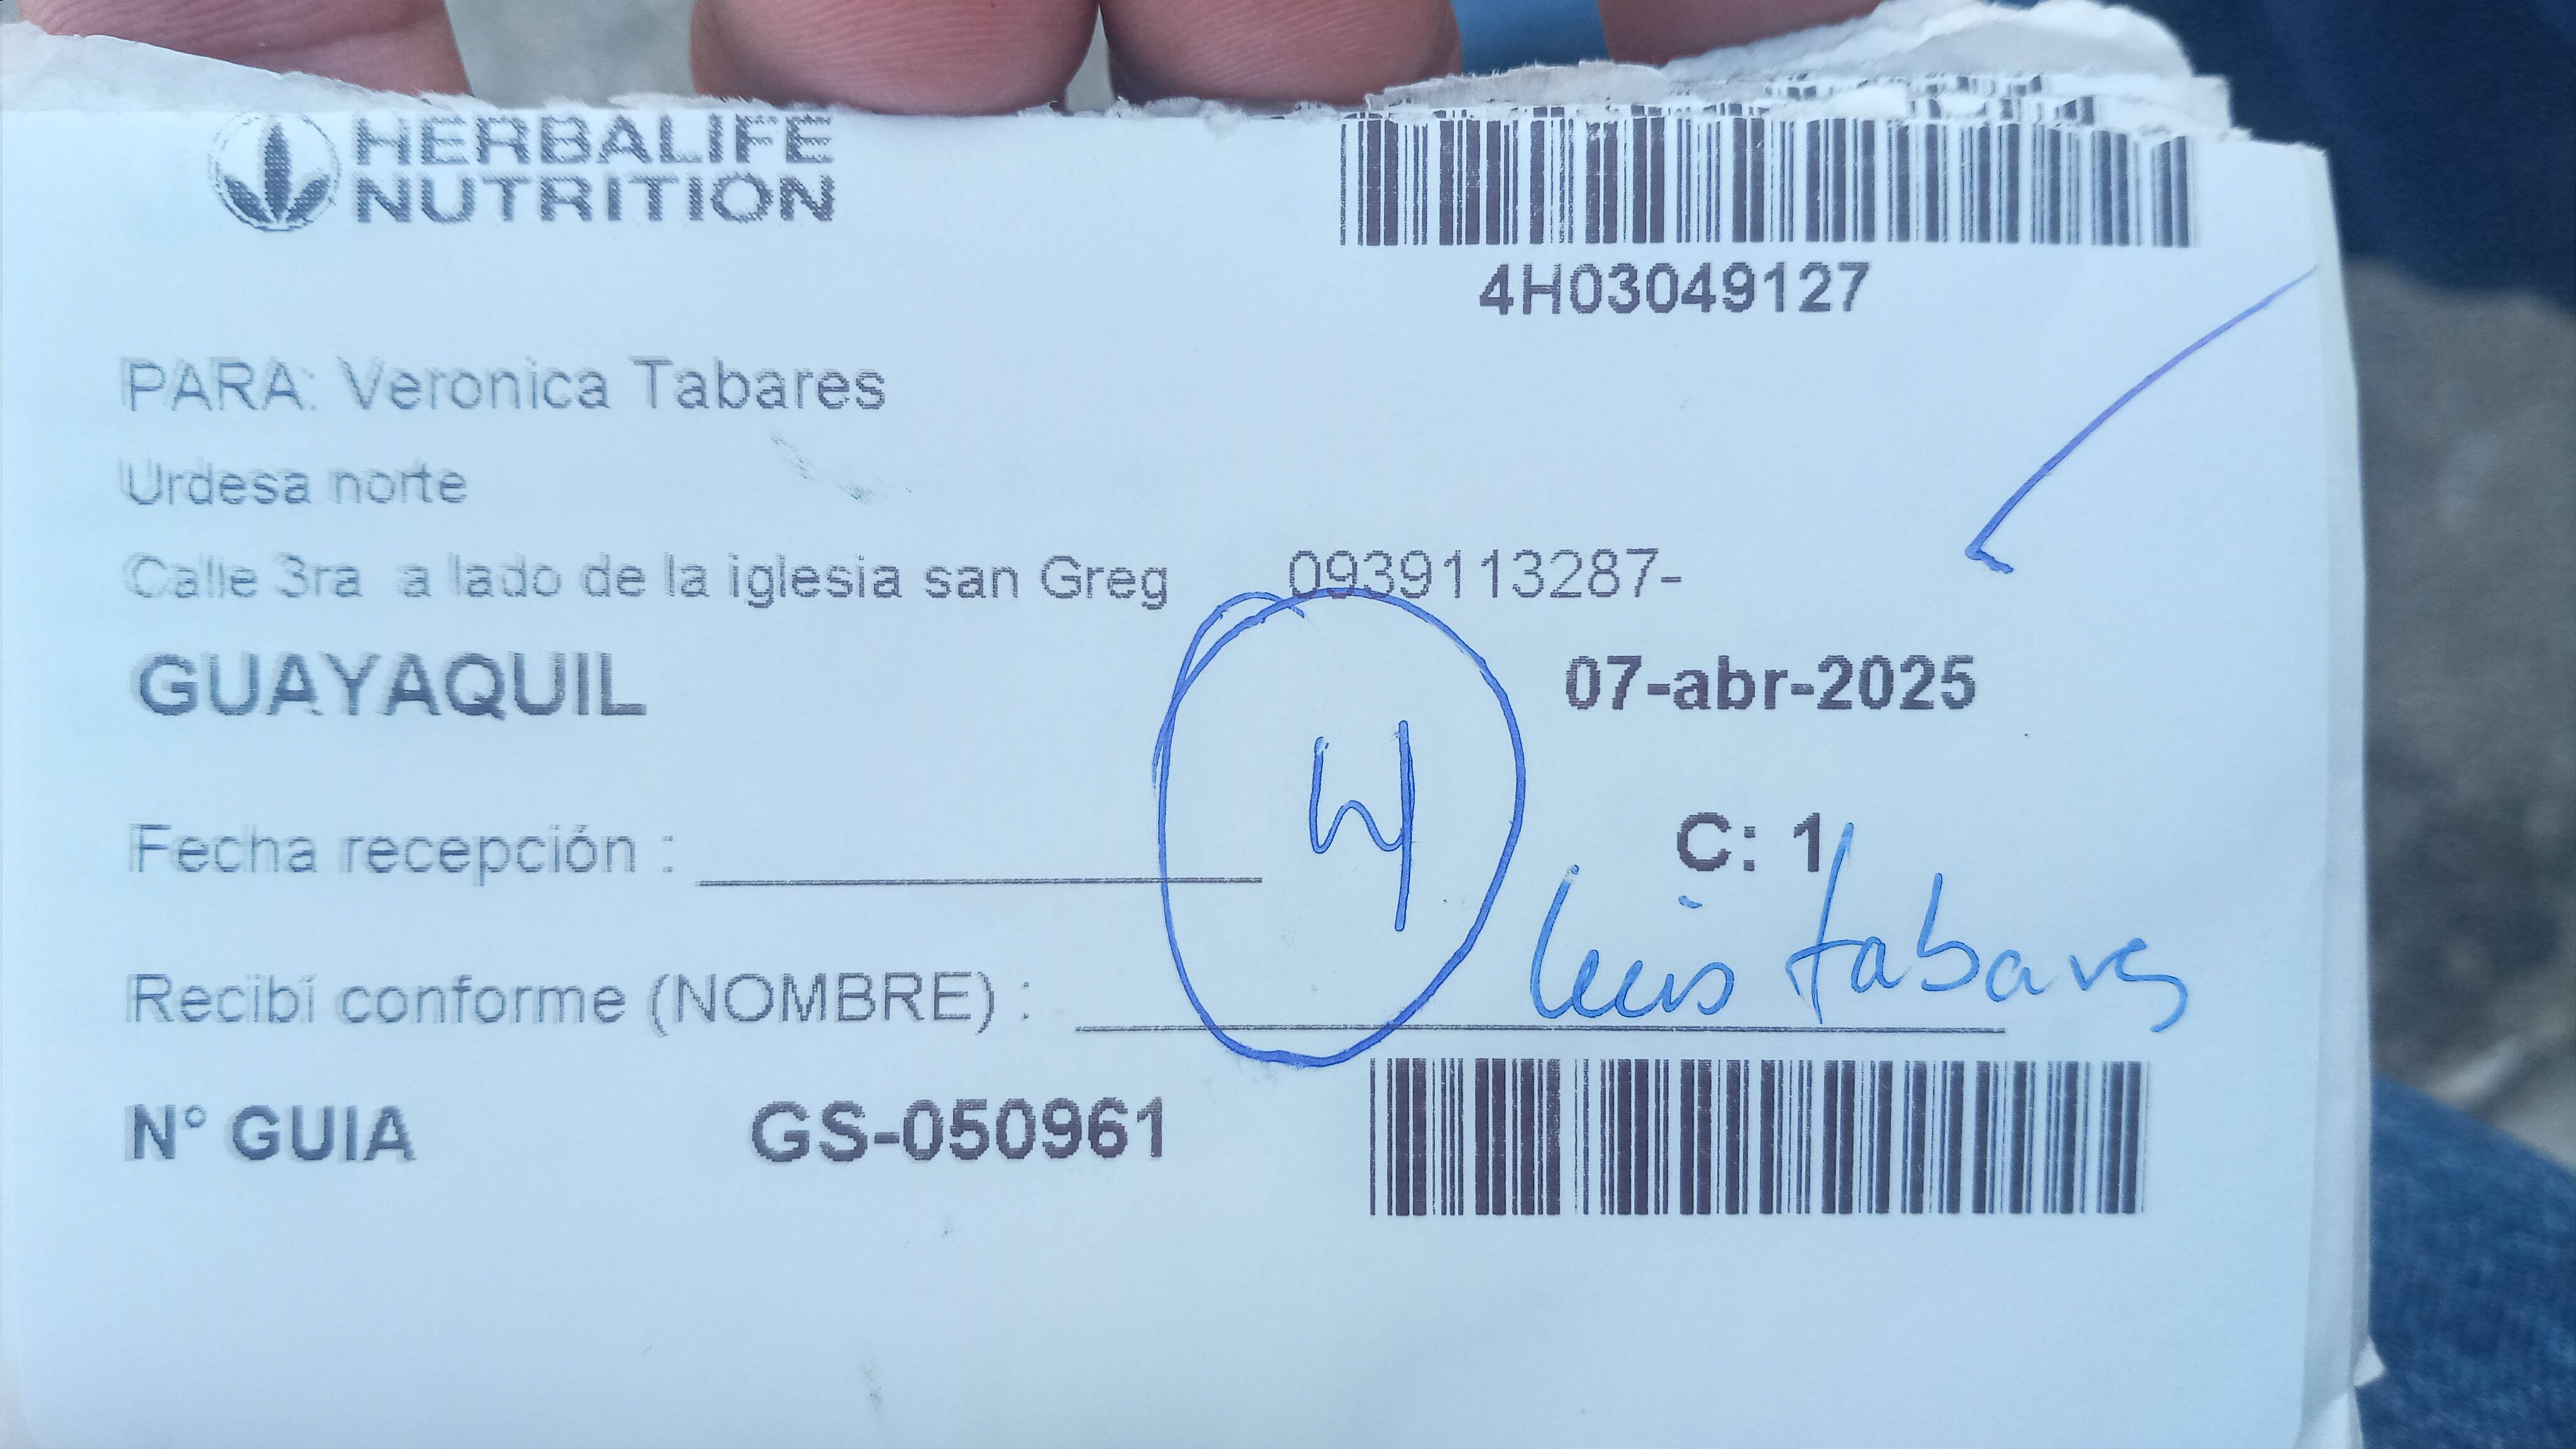 HERBALIFE
NUTRITION
4H03049127
PARA: Veronica Tabares
Urdesa norte
Calle 3ra a lado de la iglesia san Greg 0939113287-
GUAYAQUIL 07-abr-2025
4
Fecha recepción : C: 1
Recibí conforme (NOMBRE) : Luis tabares
N° GUIA GS-050961